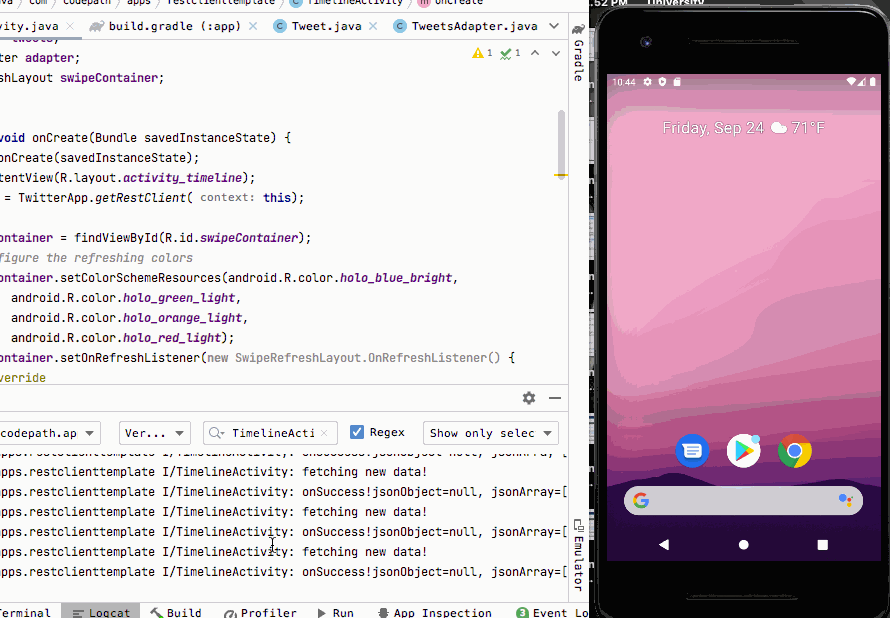 com apps restclienttemplate TimelineActivity onCreate
vity.java × build.gradle (:app) × Tweet.java × TweetsAdapter.java
ter adapter;
shLayout swipeContainer;
1 1
void onCreate(Bundle savedInstanceState) {
onCreate(savedInstanceState);
tentView(R.layout.activity_timeline);
= TwitterApp.getRestClient( context: this);
ontainer = findViewById(R.id.swipeContainer);
figure the refreshing colors
ontainer.setColorSchemeResources(android.R.color.holo_blue_bright,
android.R.color.holo_green_light,
android.R.color.holo_orange_light,
android.R.color.holo_red_light);
ontainer.setOnRefreshListener(new SwipeRefreshLayout.OnRefreshListener() {
verride
codepath.ap Ver... TimelineActi × Regex Show only selec
apps.restclienttemplate I/TimelineActivity: fetching new data!
apps.restclienttemplate I/TimelineActivity: onSuccess!jsonObject=null, jsonArray=[
apps.restclienttemplate I/TimelineActivity: fetching new data!
apps.restclienttemplate I/TimelineActivity: onSuccess!jsonObject=null, jsonArray=[
apps.restclienttemplate I/TimelineActivity: fetching new data!
apps.restclienttemplate I/TimelineActivity: onSuccess!jsonObject=null, jsonArray=[
Terminal Logcat Build Profiler Run App Inspection 3 Event Lo
Gradle
Emulator
:52 PM University
10:44
Friday, Sep 24 71°F